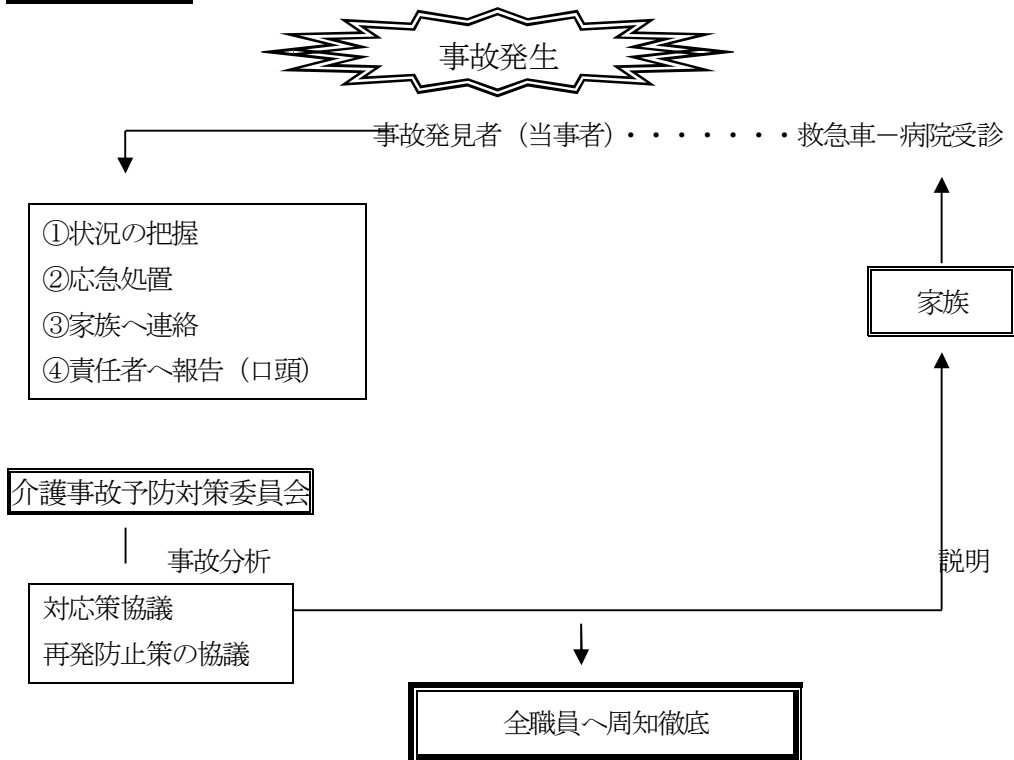 事故発生
事故発見者（当事者）・・・・・・・救急車－病院受診
①状況の把握
②応急処置
③家族へ連絡
④責任者へ報告（口頭）
家族
介護事故予防対策委員会
事故分析
説明
対応策協議
再発防止策の協議
全職員へ周知徹底